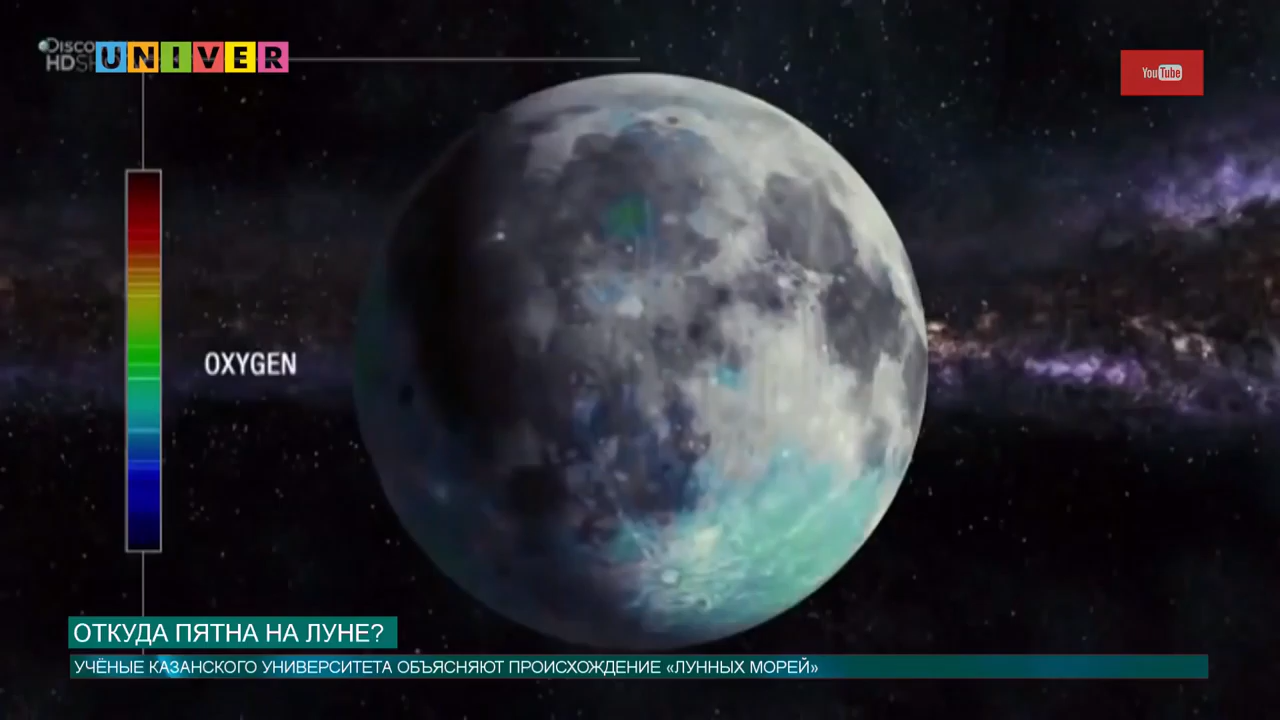 UNIVER
YouTube
OXYGEN
ОТКУДА ПЯТНА НА ЛУНЕ?
УЧЁНЫЕ КАЗАНСКОГО УНИВЕРСИТЕТА ОБЪЯСНЯЮТ ПРОИСХОЖДЕНИЕ «ЛУННЫХ МОРЕЙ»